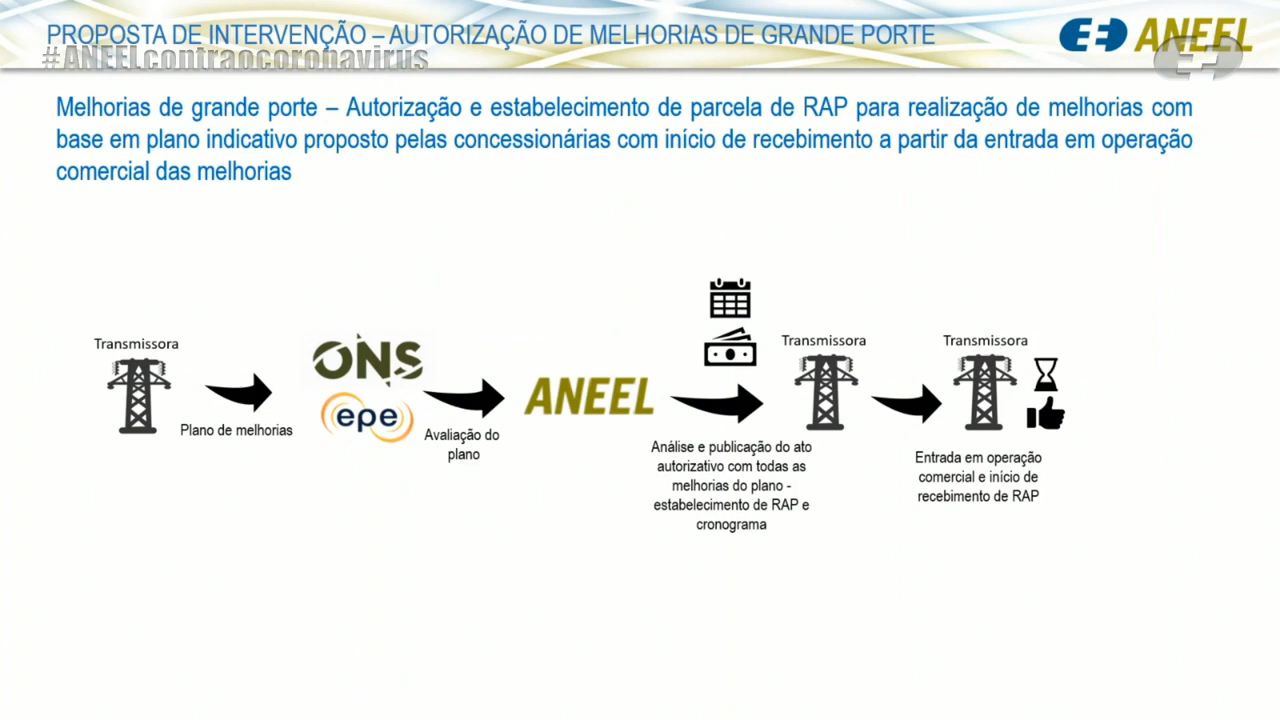 PROPOSTA DE INTERVENÇÃO – AUTORIZAÇÃO DE MELHORIAS DE GRANDE PORTE
ANEEL
#ANEELcontraocoronavirus
Melhorias de grande porte – Autorização e estabelecimento de parcela de RAP para realização de melhorias com
base em plano indicativo proposto pelas concessionárias com início de recebimento a partir da entrada em operação
comercial das melhorias
Transmissora
Plano de melhorias
ONS
epe
Avaliação do
plano
ANEEL
Análise e publicação do ato
autorizativo com todas as
melhorias do plano -
estabelecimento de RAP e
cronograma
Transmissora
Transmissora
Entrada em operação
comercial e início de
recebimento de RAP